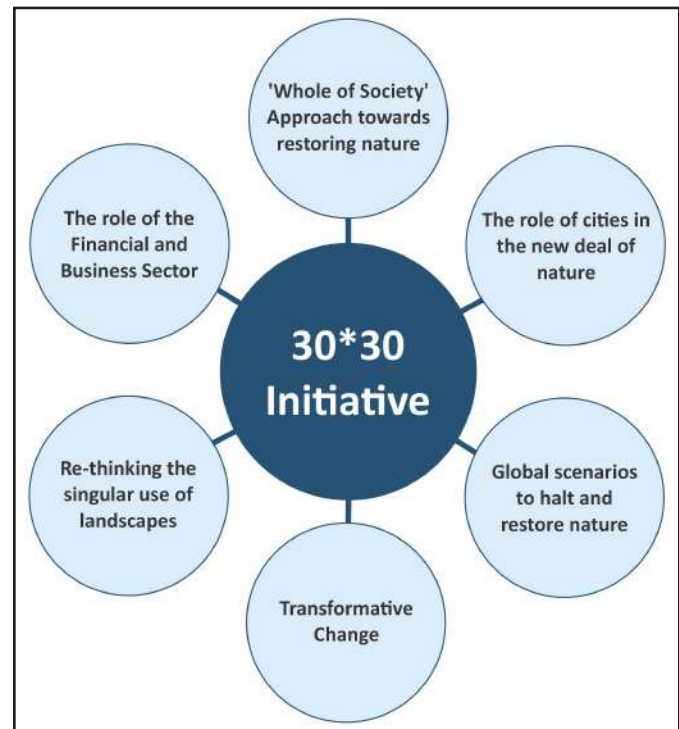 'Whole of Society'
Approach towards
restoring nature
The role of the
Financial and
Business Sector
The role of cities in
the new deal of
nature
30*30
Initiative
Re-thinking the
singular use of
landscapes
Global scenarios
to halt and
restore nature
Transformative
Change